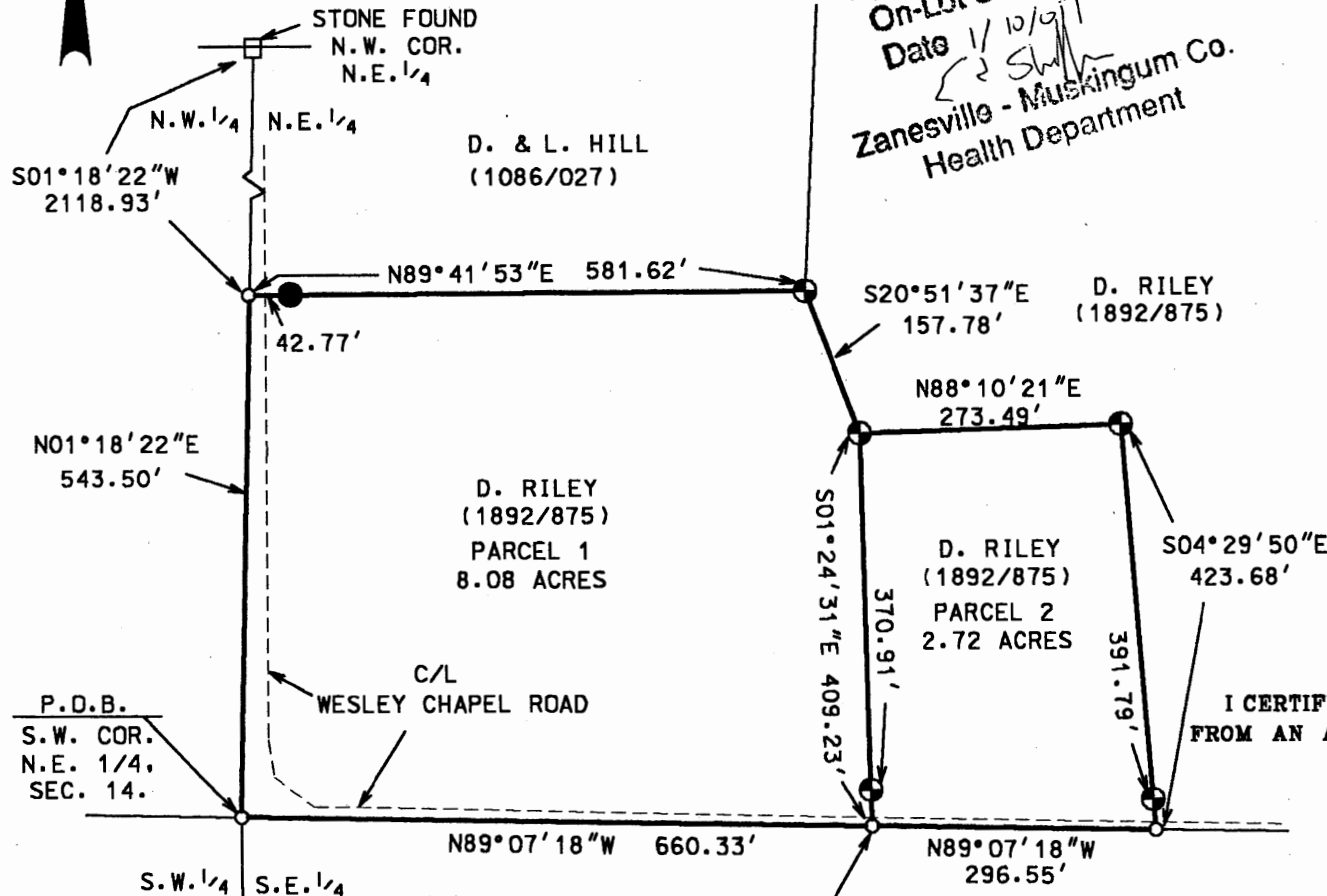 STONE FOUND
N.W. COR.
N.E.1/4
N.W.1/4
N.E.1/4
On-Lot
Date 1/10/
Zanesville - Muskingum Co.
Health Department
D. & L. HILL
(1086/027)
S01°18'22"W
2118.93'
N89°41'53"E 581.62'
42.77'
S20°51'37"E
157.78'
D. RILEY
(1892/875)
N88°10'21"E
273.49'
N01°18'22"E
543.50'
D. RILEY
(1892/875)
PARCEL 1
8.08 ACRES
S01°24'31"E 409.23'
370.91'
D. RILEY
(1892/875)
PARCEL 2
2.72 ACRES
S04°29'50"E
423.68'
391.79'
C/L
WESLEY CHAPEL ROAD
I CERTIF
FROM AN A
P.O.B.
S.W. COR.
N.E. 1/4,
SEC. 14.
N89°07'18"W 660.33'
N89°07'18"W
296.55'
S.W.1/4
S.E.1/4